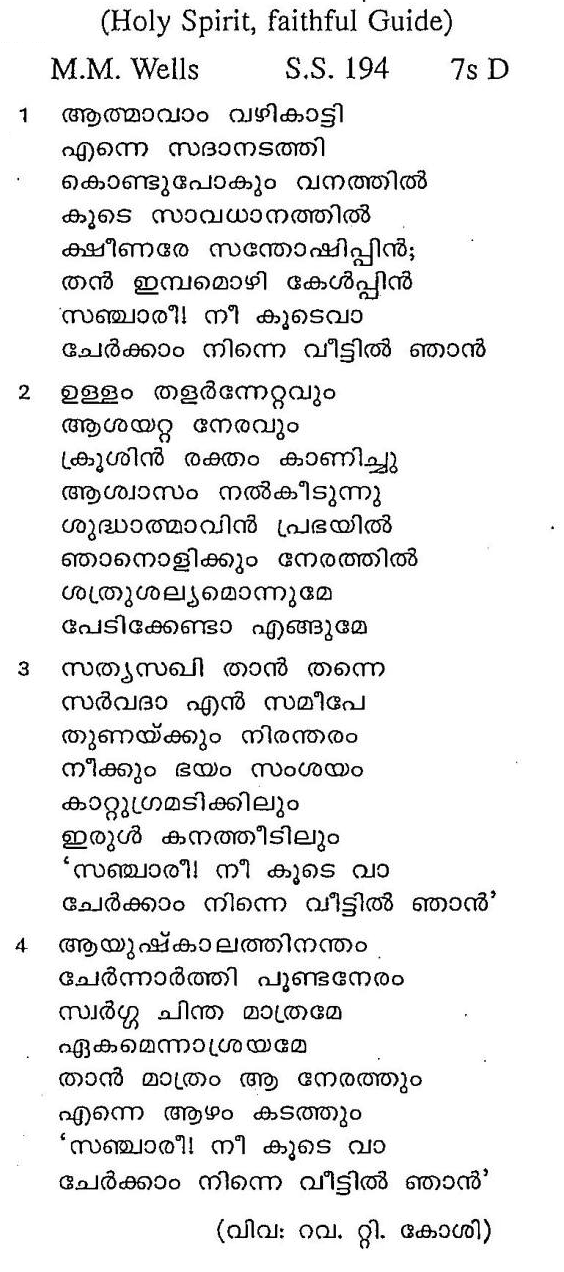 (Holy Spirit, faithful Guide)
M.M. Wells S.S. 194 7s D
1 ആത്മാവാം വഴികാട്ടി
എന്നെ സദാനടത്തി
കൊണ്ടുപോകും വനത്തിൽ
കൂടെ സാവധാനത്തിൽ
ക്ഷീണരേ സന്തോഷിപ്പിൻ;
തൻ ഇമ്പമൊഴി കേൾപ്പിൻ
സഞ്ചാരീ! നീ കൂടെവാ
ചേർക്കാം നിന്നെ വീട്ടിൽ ഞാൻ
2 ഉള്ളം തളർന്നേറ്റവും
ആശയറ്റ നേരവും
ക്രൂശിൻ രക്തം കാണിച്ചു
ആശ്വാസം നൽകീടുന്നു
ശുദ്ധാത്മാവിൻ പ്രഭയിൽ
ഞാനൊളിക്കും നേരത്തിൽ
ശത്രുശല്യമൊന്നുമേ
പേടിക്കേണ്ടാ എങ്ങുമേ
3 സത്യസഖി താൻ തന്നെ
സർവദാ എൻ സമീപേ
തുണയ്ക്കും നിരന്തരം
നീക്കും ഭയം സംശയം
കാറ്റുഗ്രമടിക്കിലും
ഇരുൾ കനത്തീടിലും
‘സഞ്ചാരീ! നീ കൂടെ വാ
ചേർക്കാം നിന്നെ വീട്ടിൽ ഞാൻ’
4 ആയുഷ്കാലത്തിനന്തം
ചേർന്നാർത്തി പൂണ്ടനേരം
സ്വർഗ്ഗ ചിന്ത മാത്രമേ
ഏകമെന്നാശ്രയമേ
താൻ മാത്രം ആ നേരത്തും
എന്നെ ആഴം കടത്തും
‘സഞ്ചാരീ! നീ കൂടെ വാ
ചേർക്കാം നിന്നെ വീട്ടിൽ ഞാൻ’
(വിവ: റവ. റ്റി. കോശി)